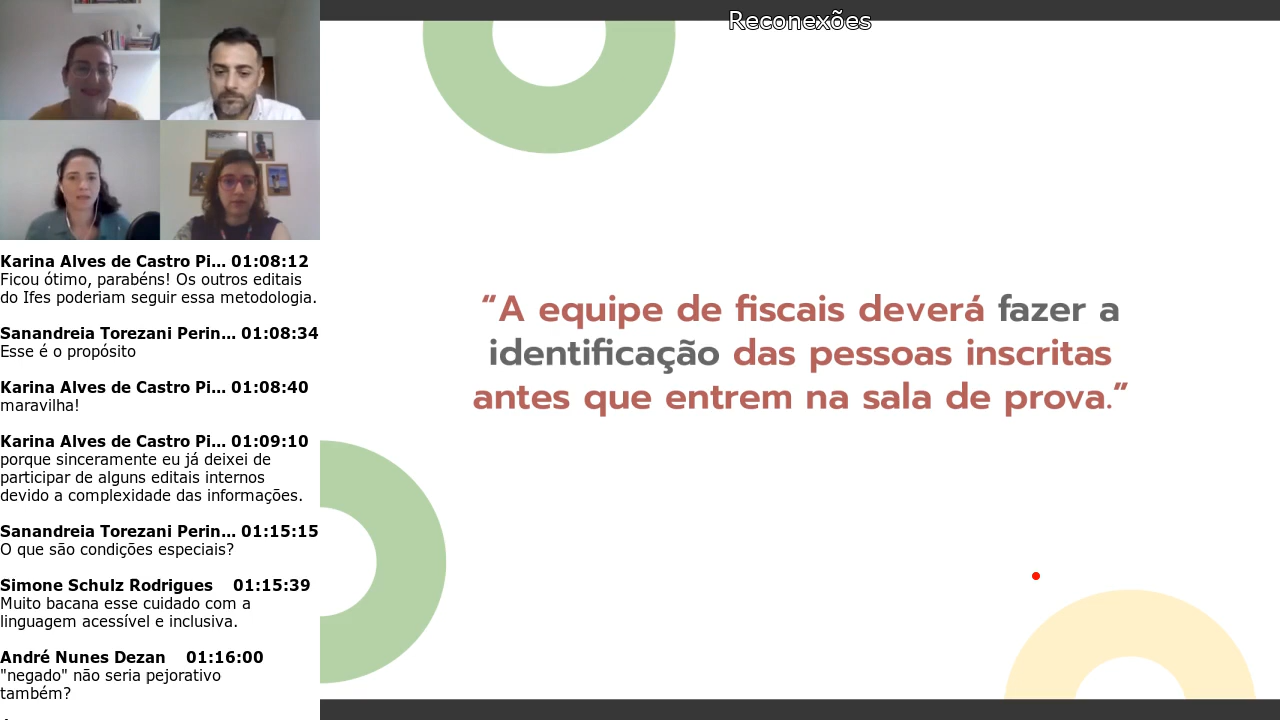 Reconexões
“A equipe de fiscais deverá fazer a
identificação das pessoas inscritas
antes que entrem na sala de prova.”
Karina Alves de Castro Pi... 01:08:12
Ficou ótimo, parabéns! Os outros editais
do Ifes poderiam seguir essa metodologia.
Sanandreia Torezani Perin... 01:08:34
Esse é o propósito
Karina Alves de Castro Pi... 01:08:40
maravilha!
Karina Alves de Castro Pi... 01:09:10
porque sinceramente eu já deixei de
participar de alguns editais internos
devido a complexidade das informações.
Sanandreia Torezani Perin... 01:15:15
O que são condições especiais?
Simone Schulz Rodrigues 01:15:39
Muito bacana esse cuidado com a
linguagem acessível e inclusiva.
André Nunes Dezan 01:16:00
"negado" não seria pejorativo
também?